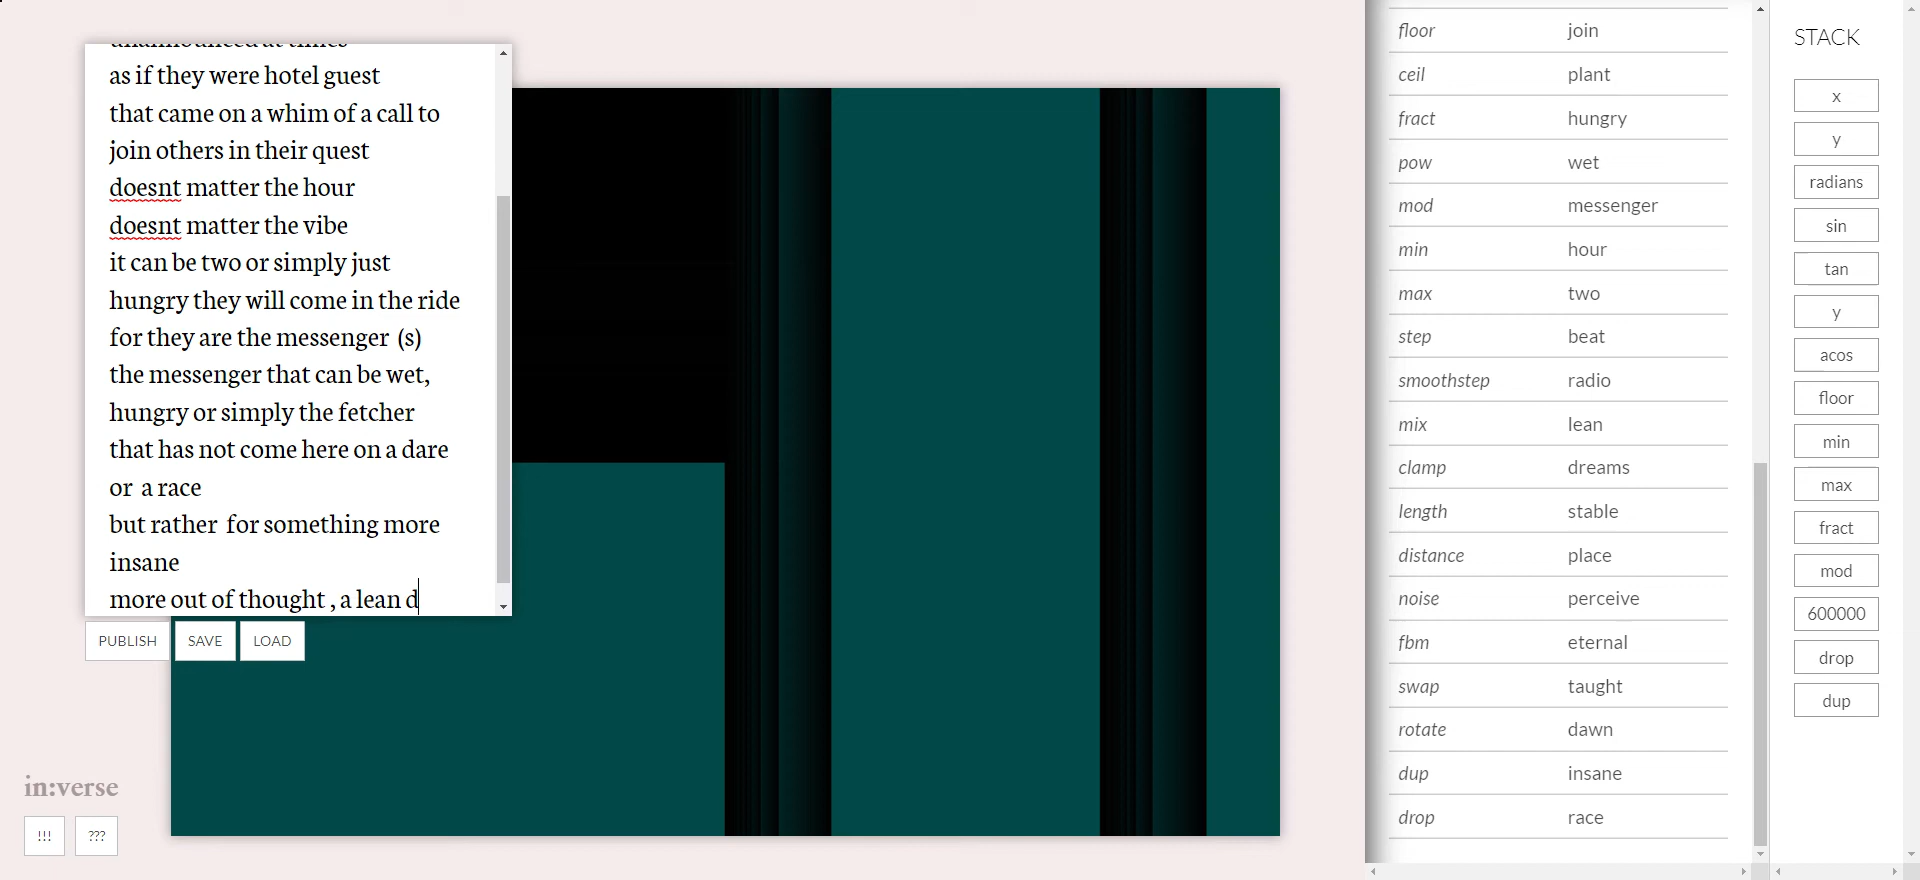 unannounced at times
as if they were hotel guest
that came on a whim of a call to
join others in their quest
doesnt matter the hour
doesnt matter the vibe
it can be two or simply just
hungry they will come in the ride
for they are the messenger (s)
the messenger that can be wet,
hungry or simply the fetcher
that has not come here on a dare
or a race
but rather for something more
insane
more out of thought , a lean d
PUBLISH SAVE LOAD
in:verse
!!! ???
floor join
ceil plant
fract hungry
pow wet
mod messenger
min hour
max two
step beat
smoothstep radio
mix lean
clamp dreams
length stable
distance place
noise perceive
fbm eternal
swap taught
rotate dawn
dup insane
drop race
STACK
x
y
radians
sin
tan
y
acos
floor
min
max
fract
mod
600000
drop
dup